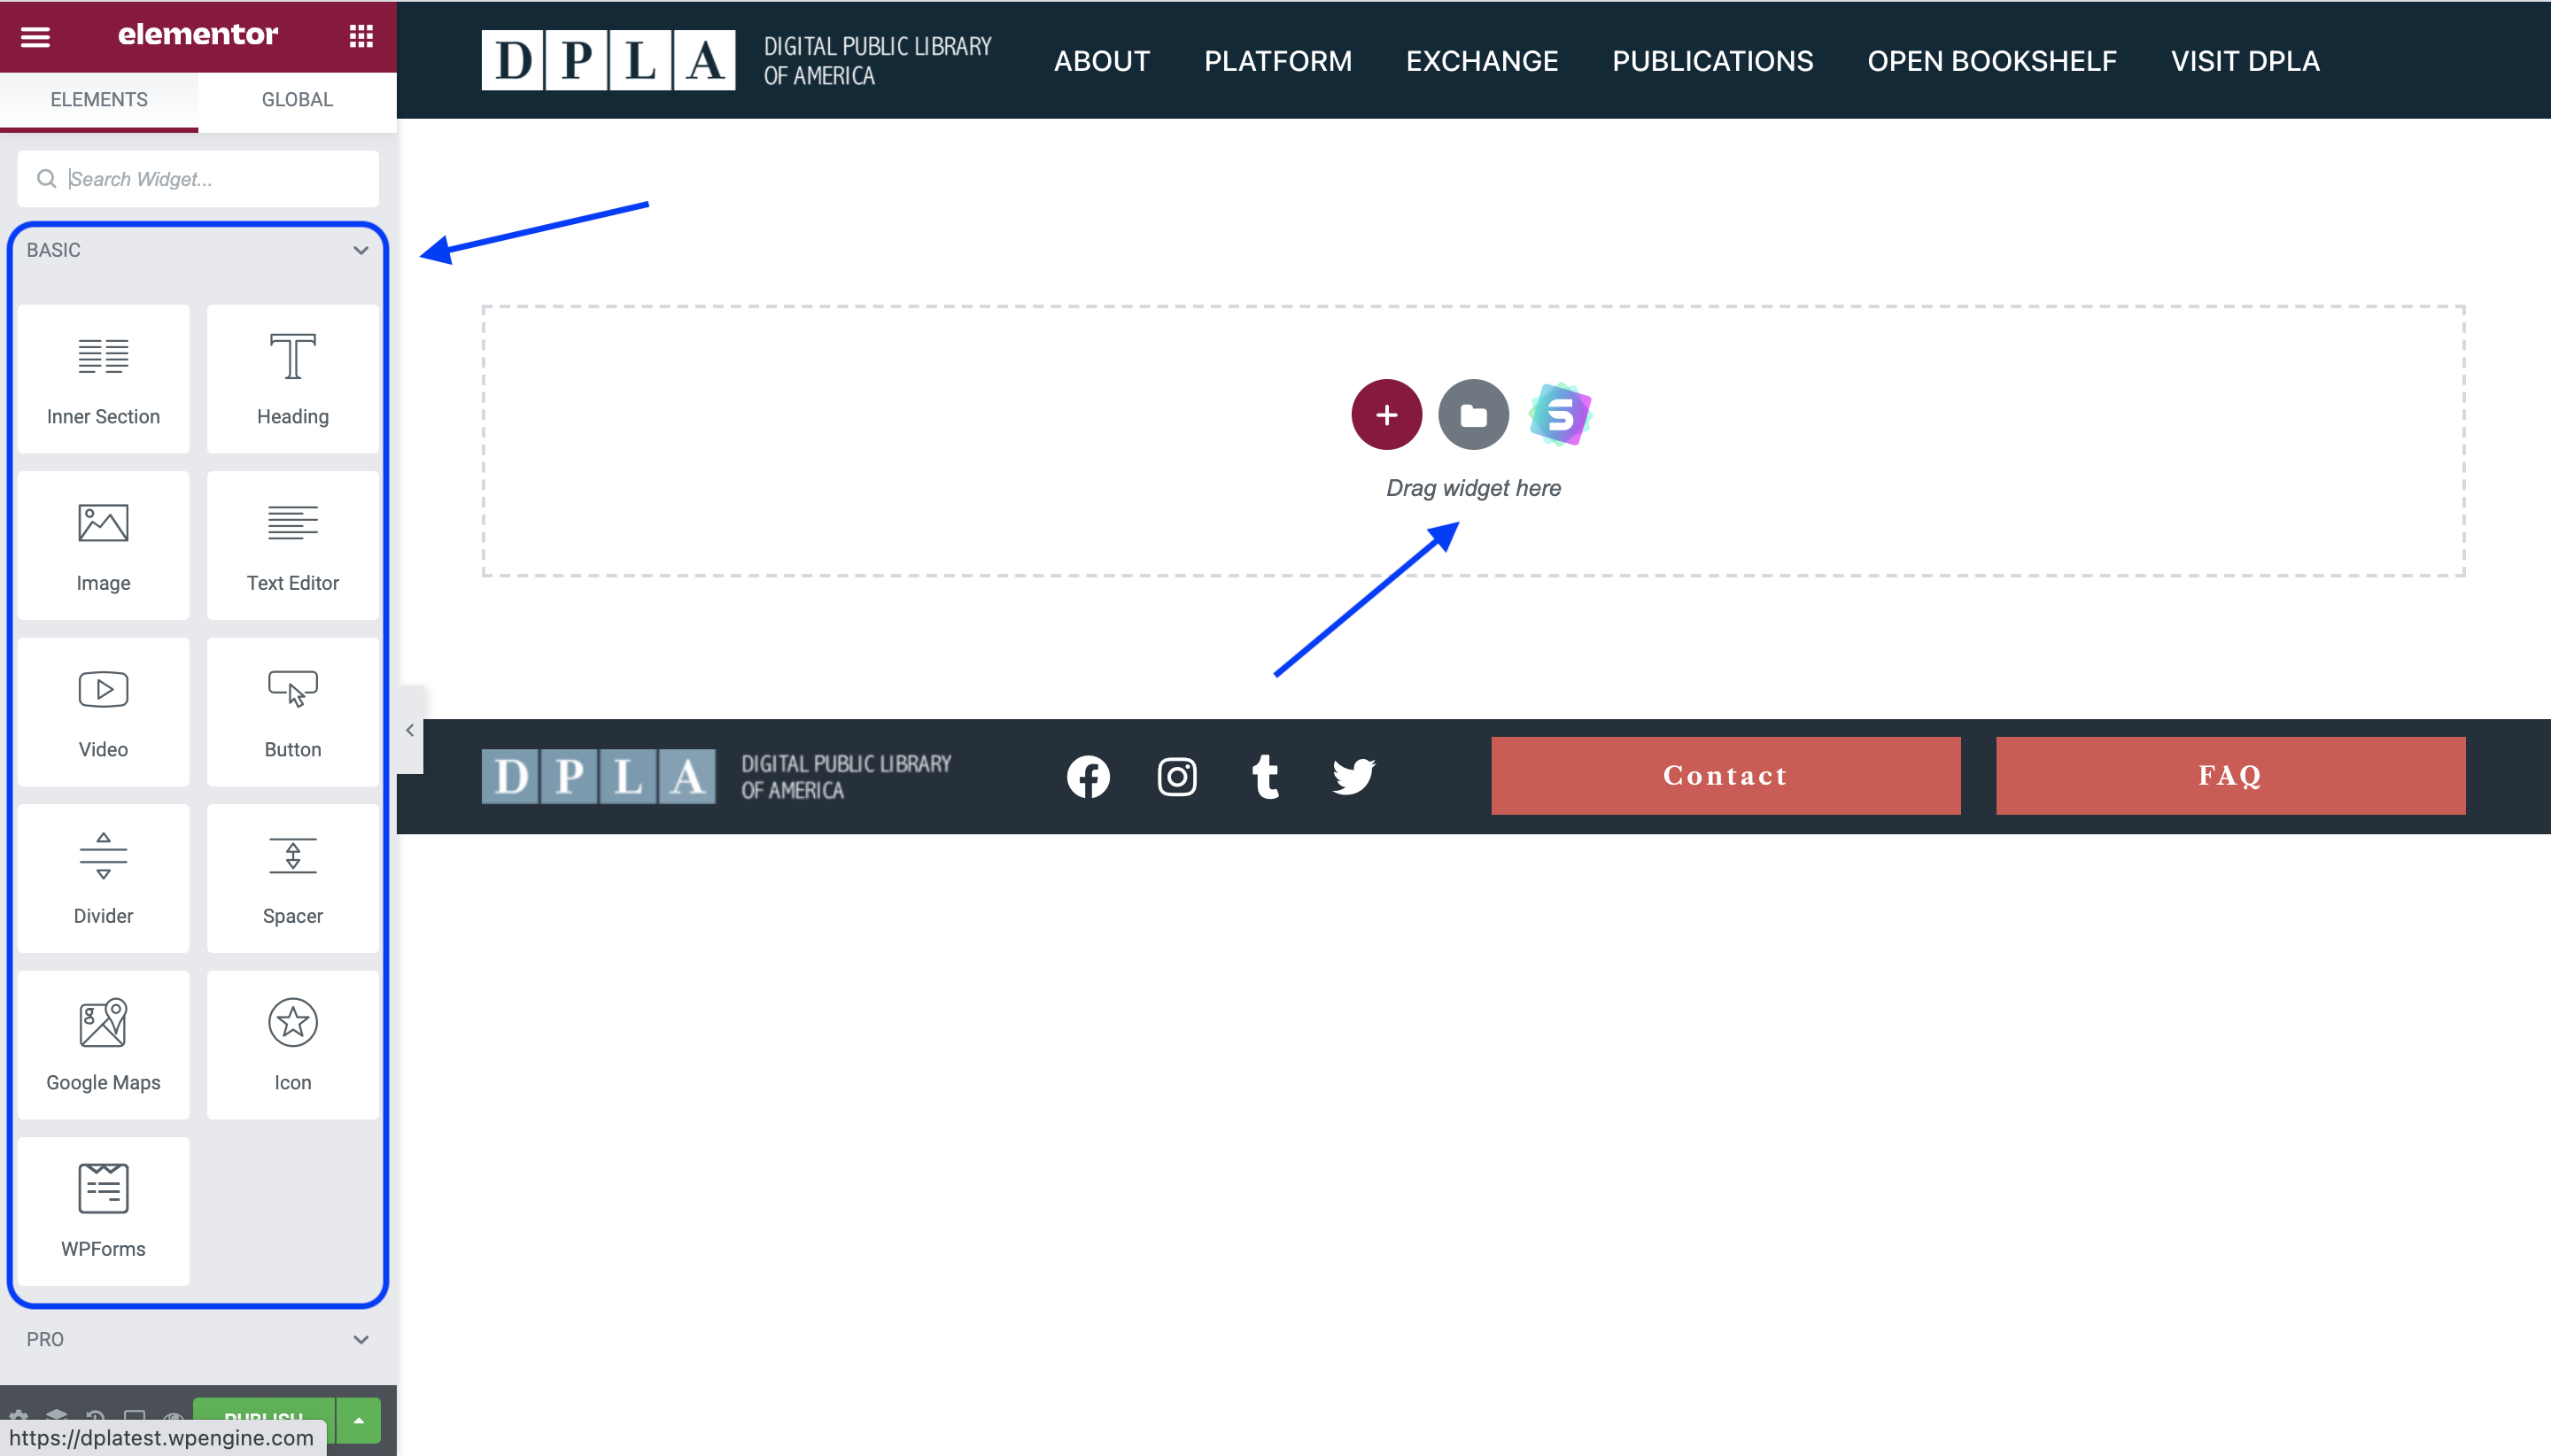 elementor
ELEMENTS GLOBAL
Search Widget...
BASIC
Inner Section Heading
Image Text Editor
Video Button
Divider Spacer
Google Maps Icon
WPForms
PRO
PUBLISH
https://dplatest.wpengine.com
DPLA DIGITAL PUBLIC LIBRARY
OF AMERICA
ABOUT PLATFORM EXCHANGE PUBLICATIONS OPEN BOOKSHELF VISIT DPLA
Drag widget here
DPLA DIGITAL PUBLIC LIBRARY
OF AMERICA
Contact FAQ